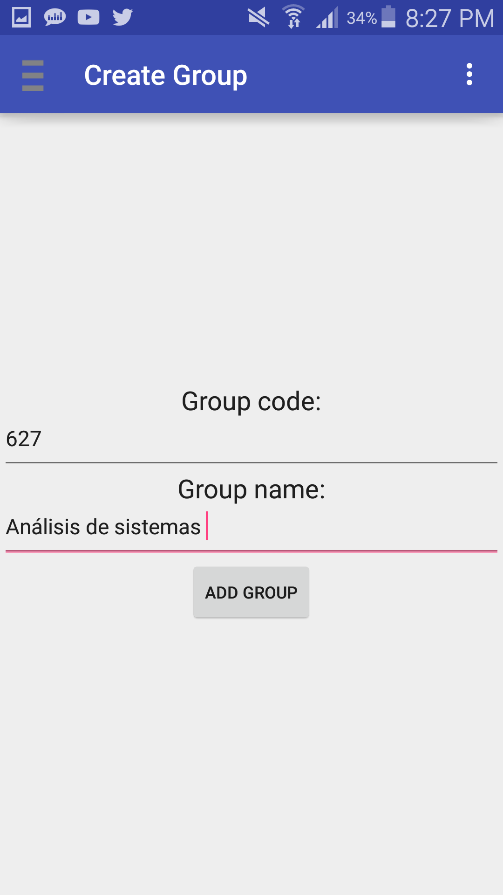 34% 8:27 PM
Create Group
Group code:
627
Group name:
Análisis de sistemas
ADD GROUP